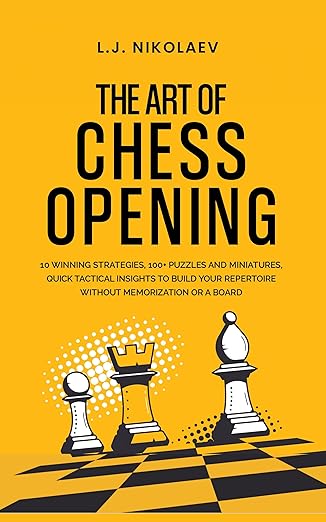 L.J. NIKOLAEV
THE ART OF
CHESS
OPENING
10 WINNING STRATEGIES, 100+ PUZZLES AND MINIATURES,
QUICK TACTICAL INSIGHTS TO BUILD YOUR REPERTOIRE
WITHOUT MEMORIZATION OR A BOARD